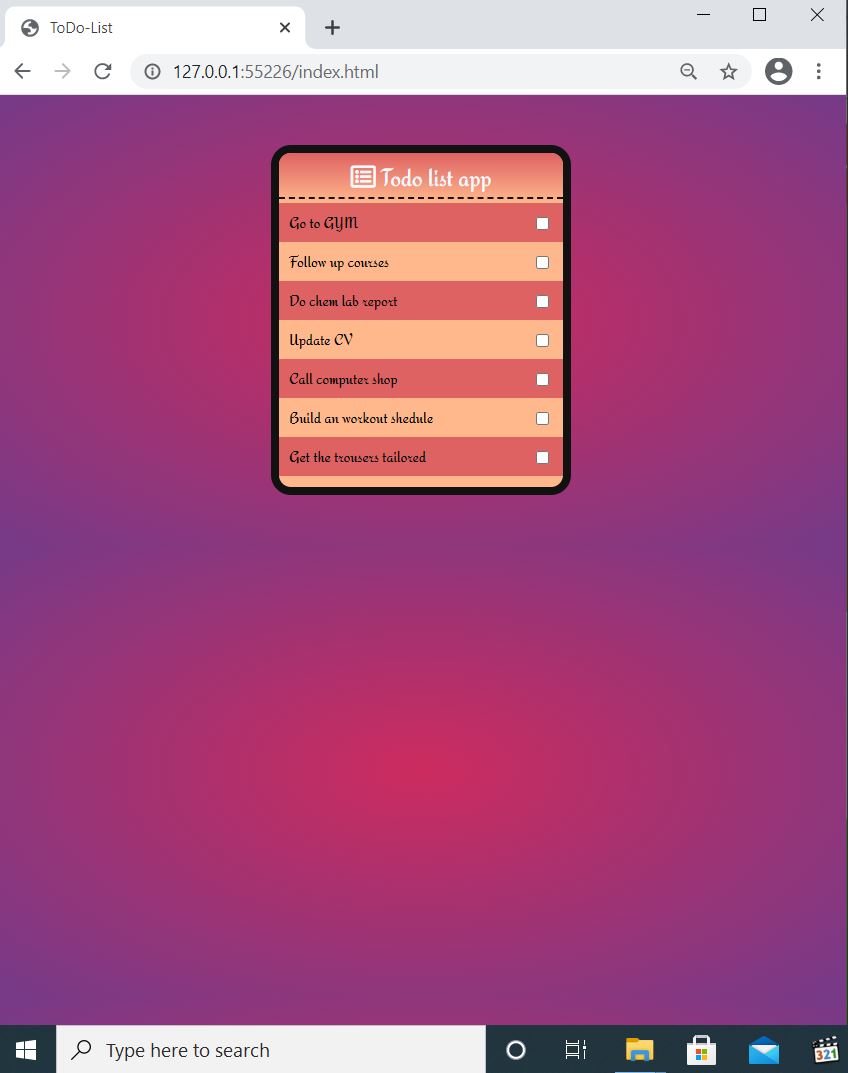 ToDo-List
127.0.0.1:55226/index.html
Todo list app
Go to GYM
Follow up courses
Do chem lab report
Update CV
Call computer shop
Build an workout shedule
Get the trousers tailored
Type here to search
321